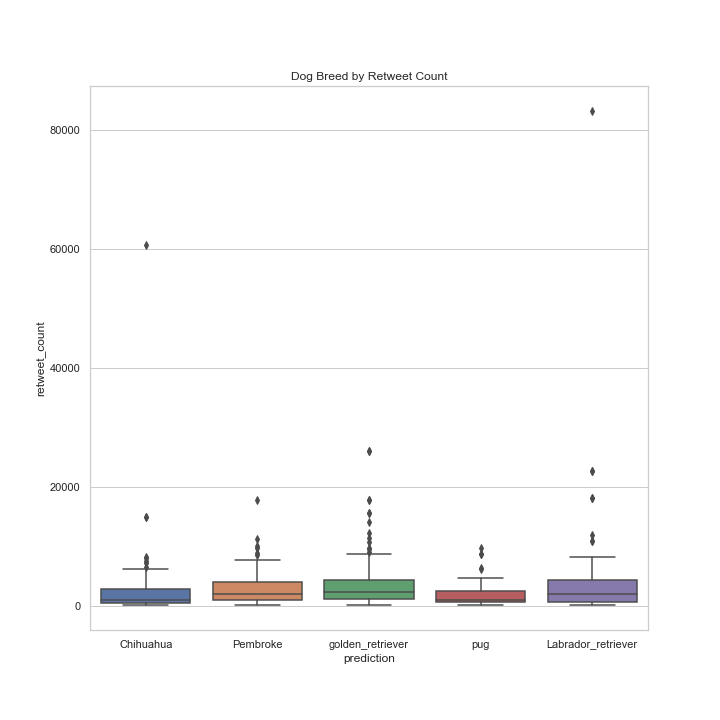 Dog Breed by Retweet Count
80000
60000
40000
20000
0
retweet_count
Chihuahua Pembroke golden_retriever pug Labrador_retriever
prediction